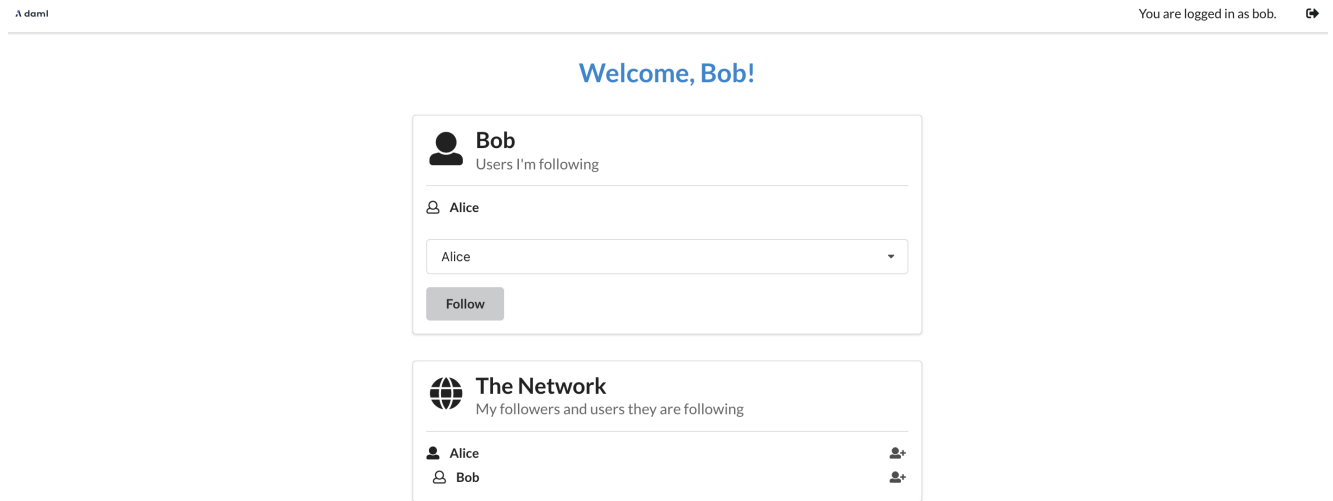 daml
You are logged in as bob.
Welcome, Bob!
Bob
Users I'm following
Alice
Alice
Follow
The Network
My followers and users they are following
Alice
Bob